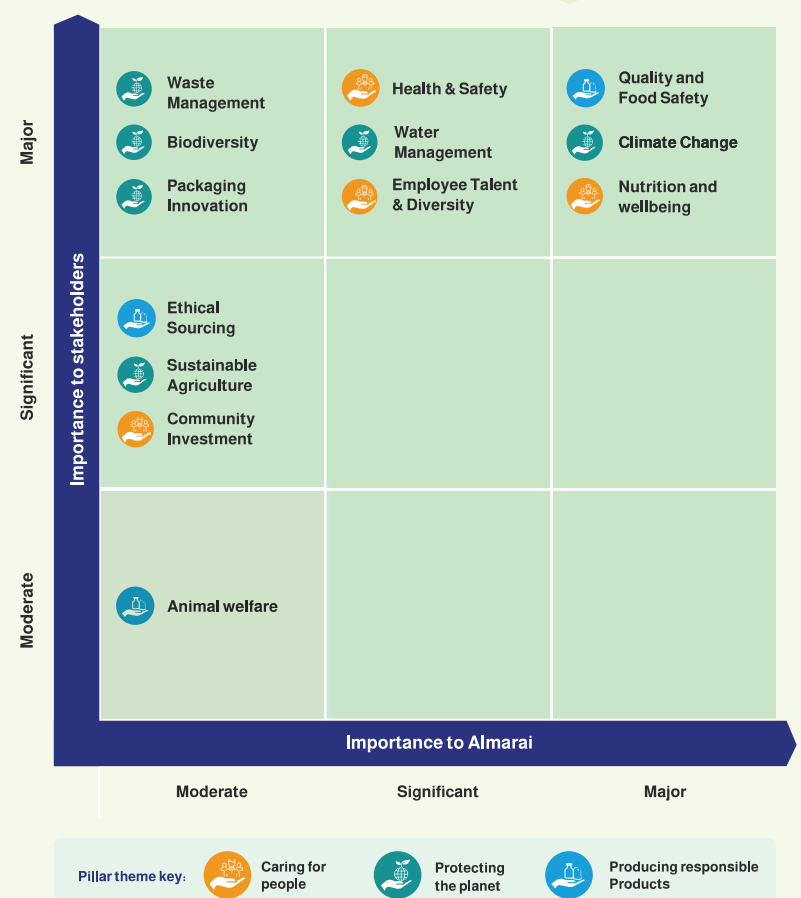 Major
Waste
Management
Biodiversity
Packaging
Innovation
Health & Safety
Water
Management
Employee Talent
& Diversity
Quality and
Food Safety
Climate Change
Nutrition and
wellbeing
Importance to stakeholders
Significant
Ethical
Sourcing
Sustainable
Agriculture
Community
Investment
Moderate
Animal welfare
Importance to Almarai
Moderate
Significant
Major
Pillar theme key:
Caring for
people
Protecting
the planet
Producing responsible
Products